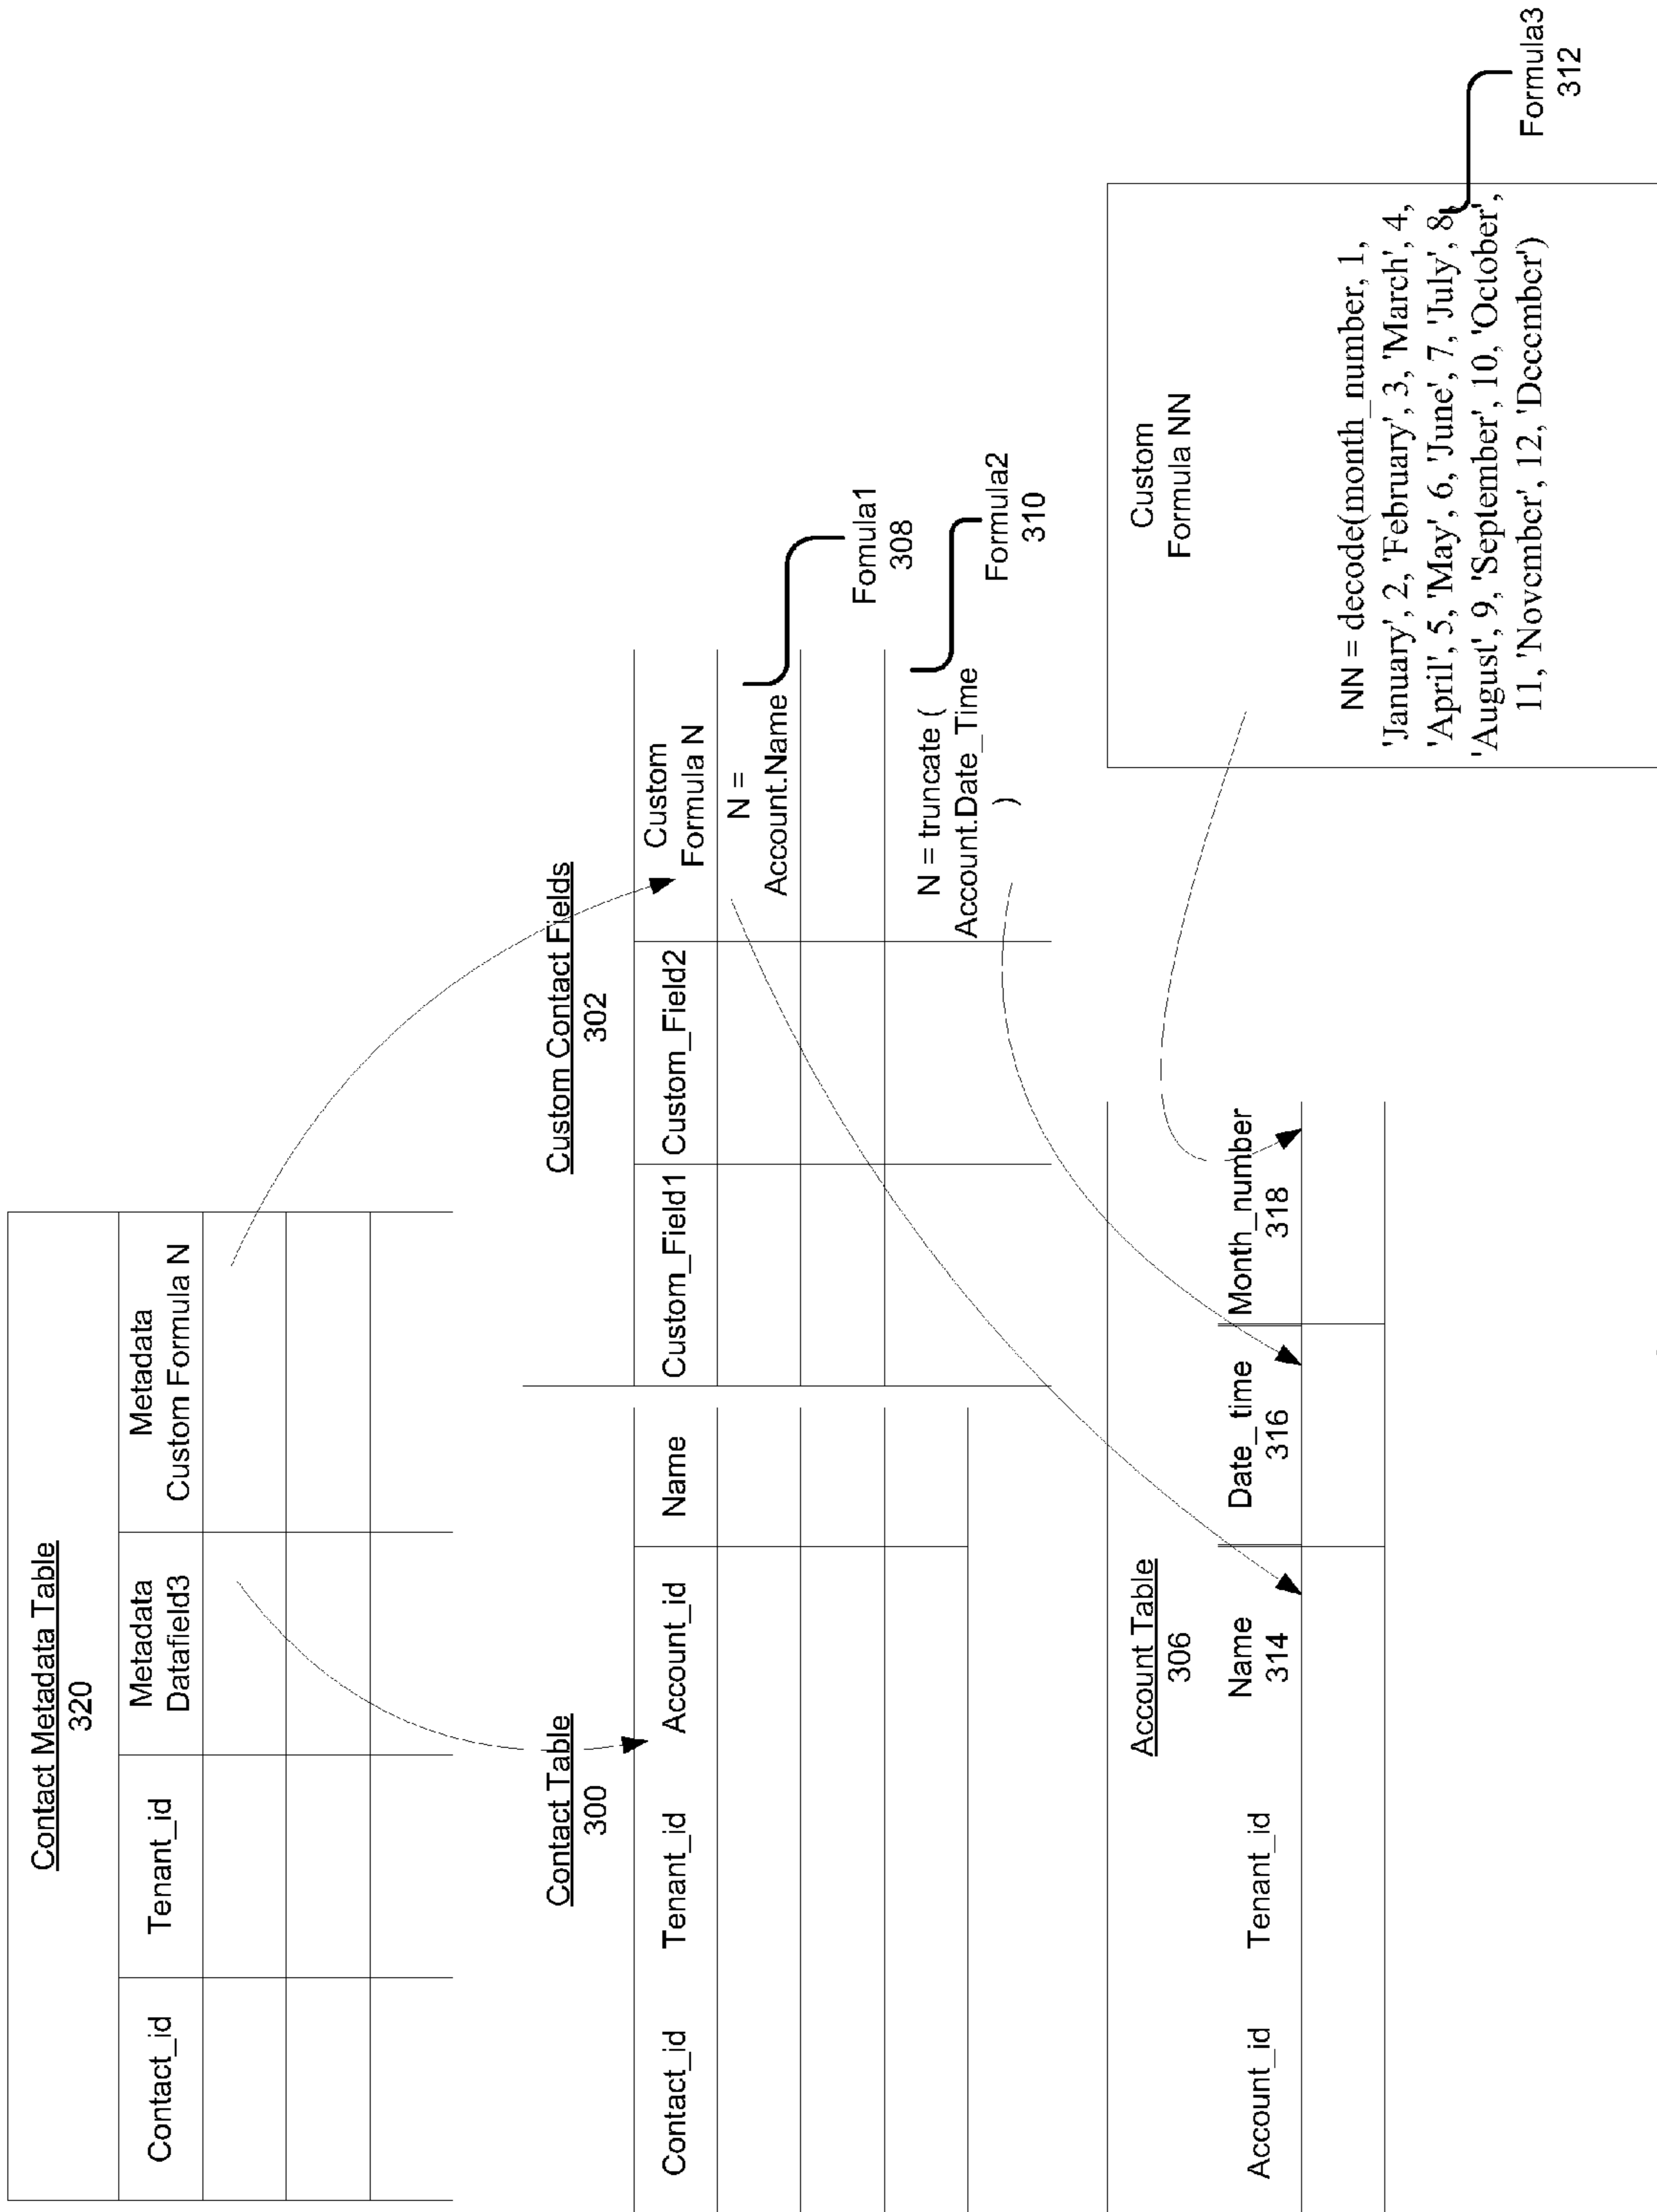 Contact Metadata Table
320
Contact_id
Tenant_id
Metadata
Datafield3
Metadata
Custom Formula N
Contact Table
300
Contact_id
Tenant_id
Account_id
Name
Custom Contact Fields
302
Custom_Field1
Custom_Field2
Custom
Formula N
N =
Account.Name
Fomula1
308
N = truncate (
Account.Date_Time
)
Formula2
310
Account Table
306
Account_id
Tenant_id
Name
314
Date_time
316
Month_number
318
Custom
Formula NN
NN = decode(month_number, 1,
'January', 2, 'February', 3, 'March', 4,
'April', 5, 'May', 6, 'June', 7, 'July', 8,
'August', 9, 'September', 10, 'October',
11, 'November', 12, 'December')
Formula3
312